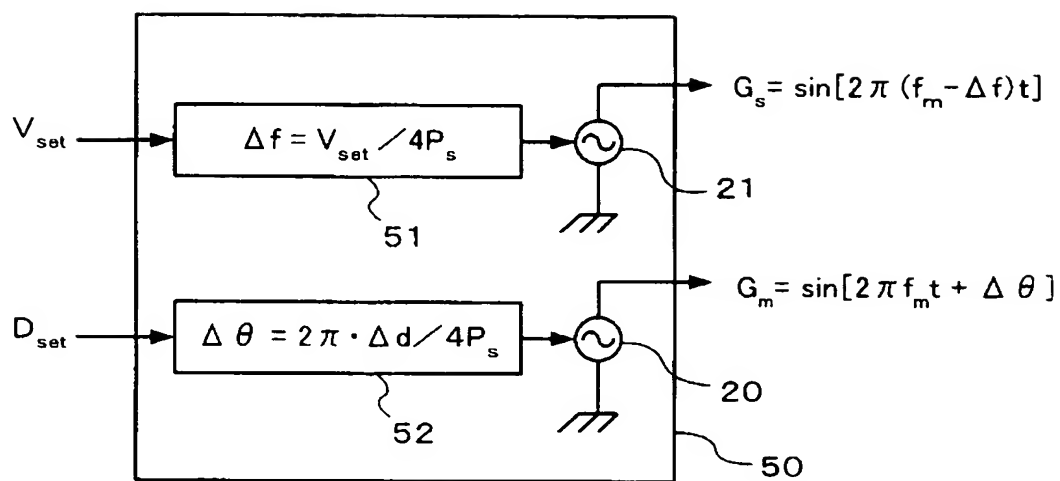 G_s = sin[2π(f_m - Δf)t]
V_set
Δf = V_set / 4P_s
21
51
G_m = sin[2πf_m t + Δθ]
D_set
Δθ = 2π・Δd / 4P_s
20
52
50